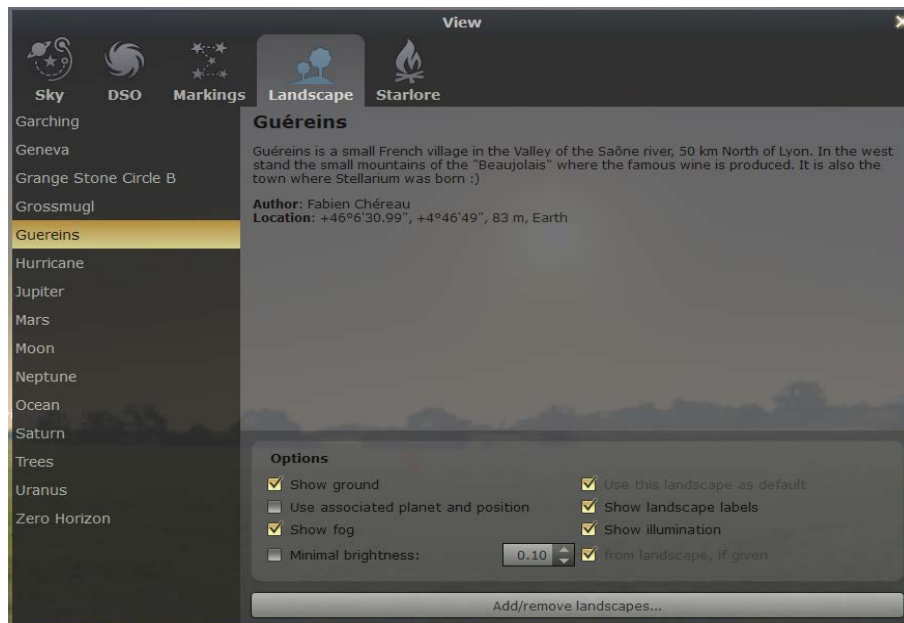 View
Sky
DSO
Markings
Landscape
Starlore
Garching
Geneva
Grange Stone Circle B
Grossmugl
Guereins
Hurricane
Jupiter
Mars
Moon
Neptune
Ocean
Saturn
Trees
Uranus
Zero Horizon
Guéreins
Guéreins is a small French village in the Valley of the Saône river, 50 km North of Lyon. In the west
stand the small mountains of the "Beaujolais" where the famous wine is produced. It is also the
town where Stellarium was born :)
Author: Fabien Chéreau
Location: +46°6'30.99", +4°46'49", 83 m, Earth
Options
Show ground
Use this landscape as default
Use associated planet and position
Show landscape labels
Show fog
Show illumination
Minimal brightness:
0.10
from landscape, if given
Add/remove landscapes...